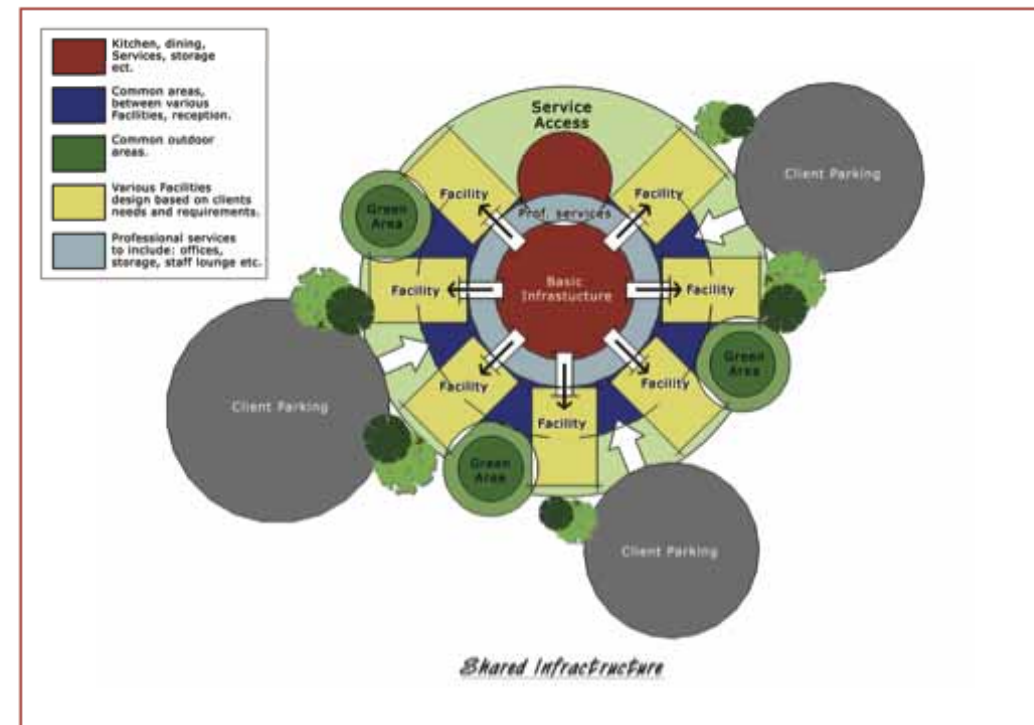 Kitchen, dining,
Services, storage
ect.
Common areas,
between various
Facilities, reception.
Common outdoor
areas.
Various Facilities
design based on clients
needs and requirements.
Professional services
to include: offices,
storage, staff lounge etc.
Service
Access
Client Parking
Facility
Facility
Green
Area
Prof. services
Facility
Basic
Infrastucture
Facility
Green
Area
Facility
Facility
Client Parking
Facility
Green
Area
Client Parking
Shared Infractructure